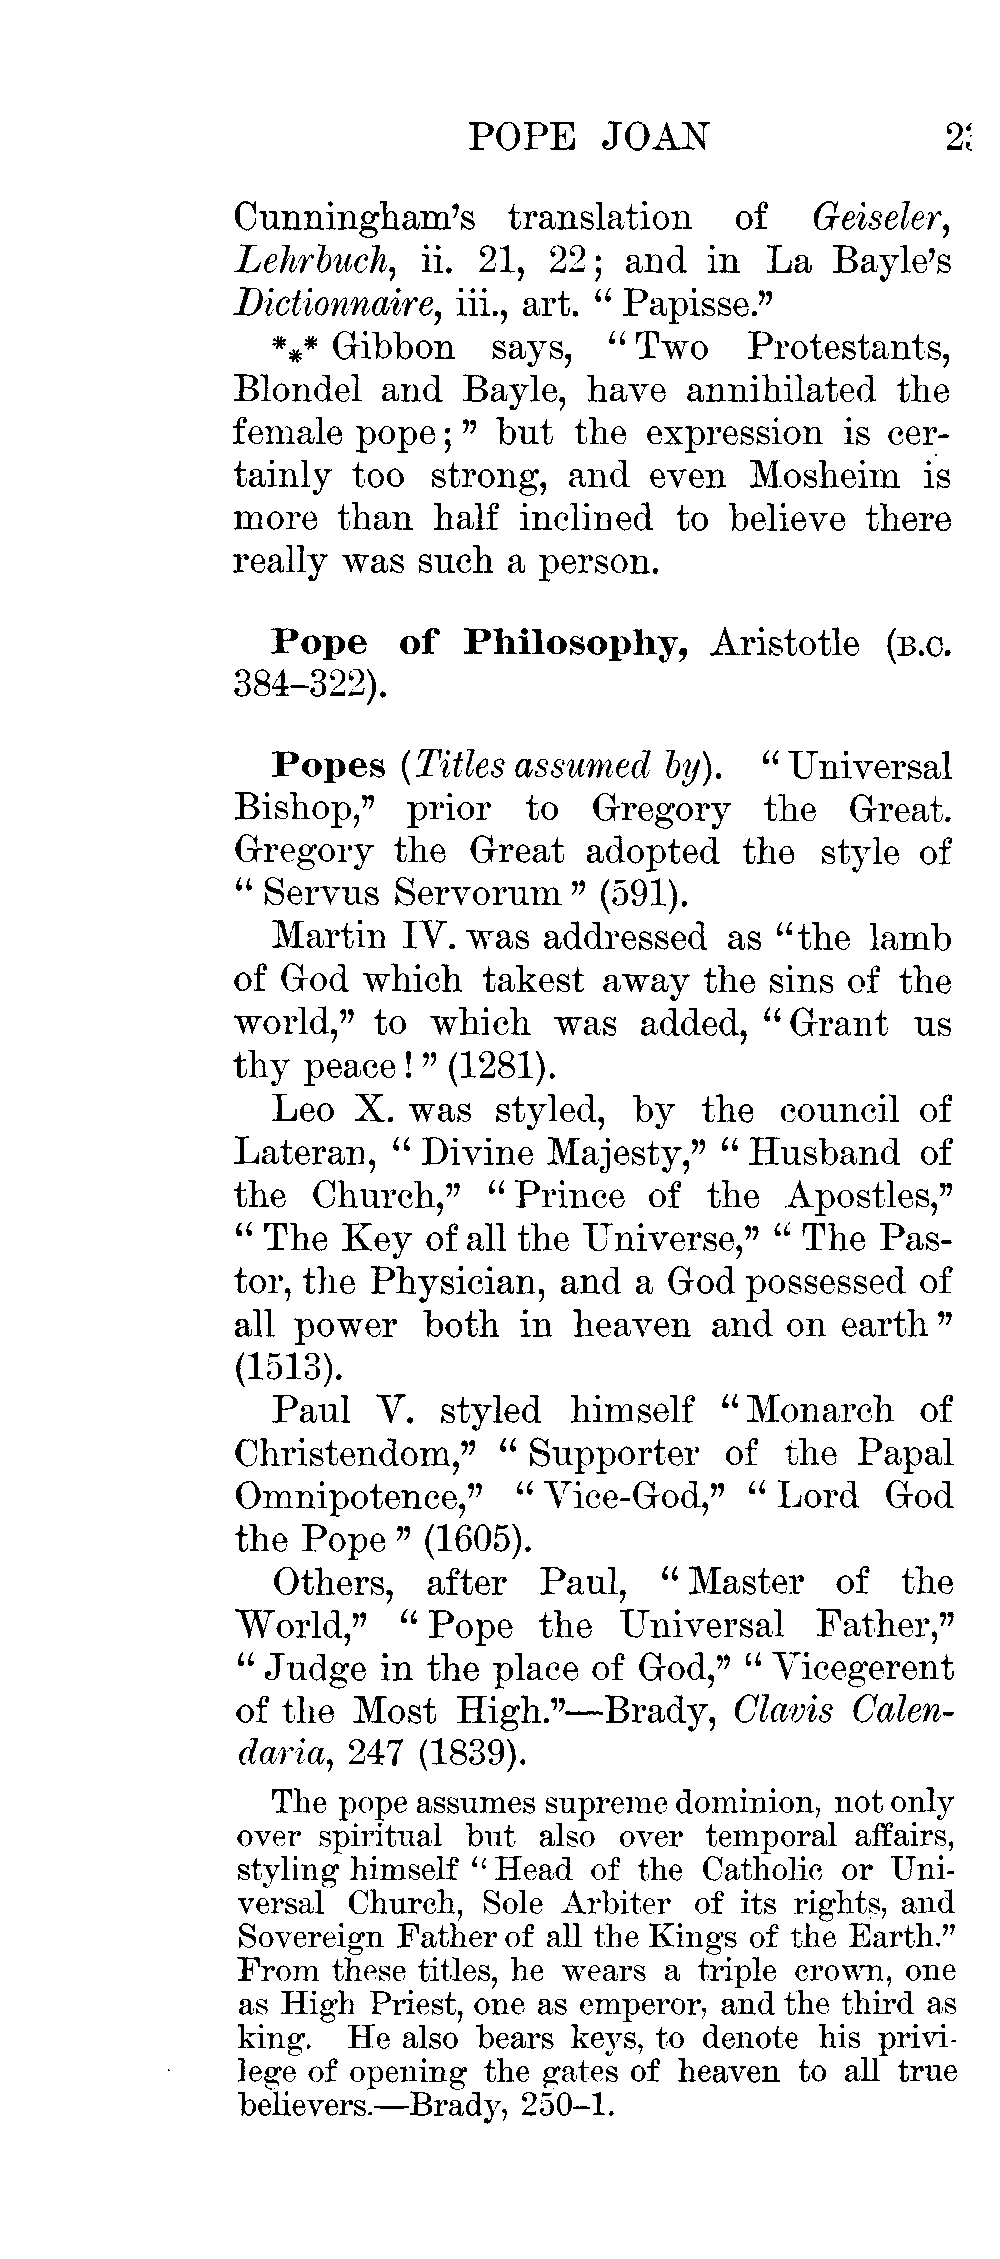 POPE JOAN
Cunningham's translation of Geiseler,
Lehrbuch, ii. 21, 22; and in La Bayle's
Dictionnaire, iii., art. “ Papisse.”
*⁎* Gibbon says, “Two Protestants,
Blondel and Bayle, have annihilated the
female pope;” but the expression is cer-
tainly too strong, and even Mosheim is
more than half inclined to believe there
really was such a person.
Pope of Philosophy, Aristotle (B.C.
384–322).
Popes (Titles assumed by). “Universal
Bishop,” prior to Gregory the Great.
Gregory the Great adopted the style of
“Servus Servorum” (591).
Martin IV. was addressed as “the lamb
of God which takest away the sins of the
world,” to which was added, “Grant us
thy peace!” (1281).
Leo X. was styled, by the council of
Lateran, “Divine Majesty,” “Husband of
the Church,” “Prince of the Apostles,”
“The Key of all the Universe,” “The Pas-
tor, the Physician, and a God possessed of
all power both in heaven and on earth”
(1513).
Paul V. styled himself “Monarch of
Christendom,” “Supporter of the Papal
Omnipotence,” “Vice-God,” “Lord God
the Pope” (1605).
Others, after Paul, “Master of the
World,” “Pope the Universal Father,”
“Judge in the place of God,” “Vicegerent
of the Most High.”—Brady, Clavis Calen-
daria, 247 (1839).
The pope assumes supreme dominion, not only
over spiritual but also over temporal affairs,
styling himself “Head of the Catholic or Uni-
versal Church, Sole Arbiter of its rights, and
Sovereign Father of all the Kings of the Earth.”
From these titles, he wears a triple crown, one
as High Priest, one as emperor, and the third as
king. He also bears keys, to denote his privi-
lege of opening the gates of heaven to all true
believers.—Brady, 250–1.